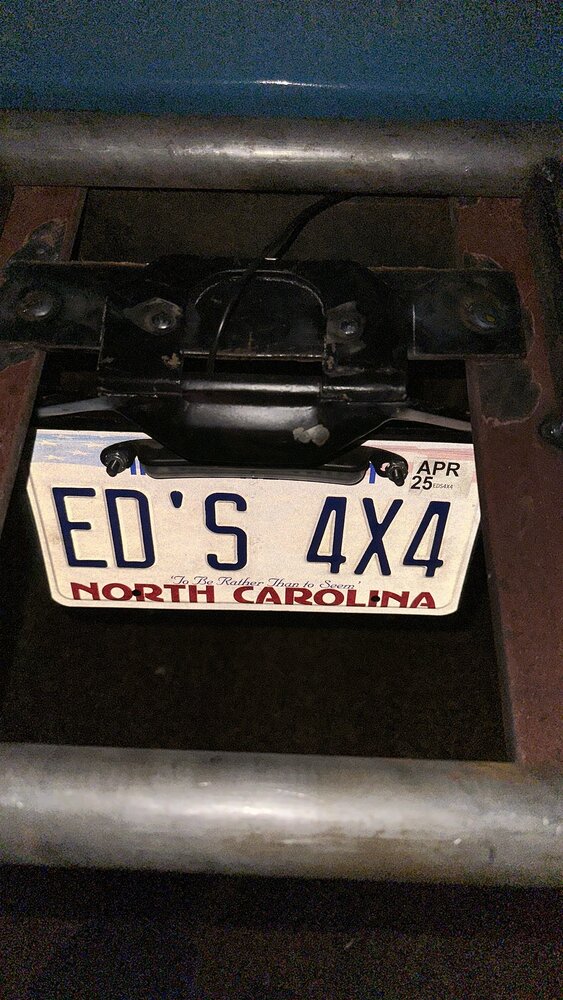 APR
25 EDS4X4
ED'S 4X4
'To Be Rather Than to Seem'
NORTH CAROLINA